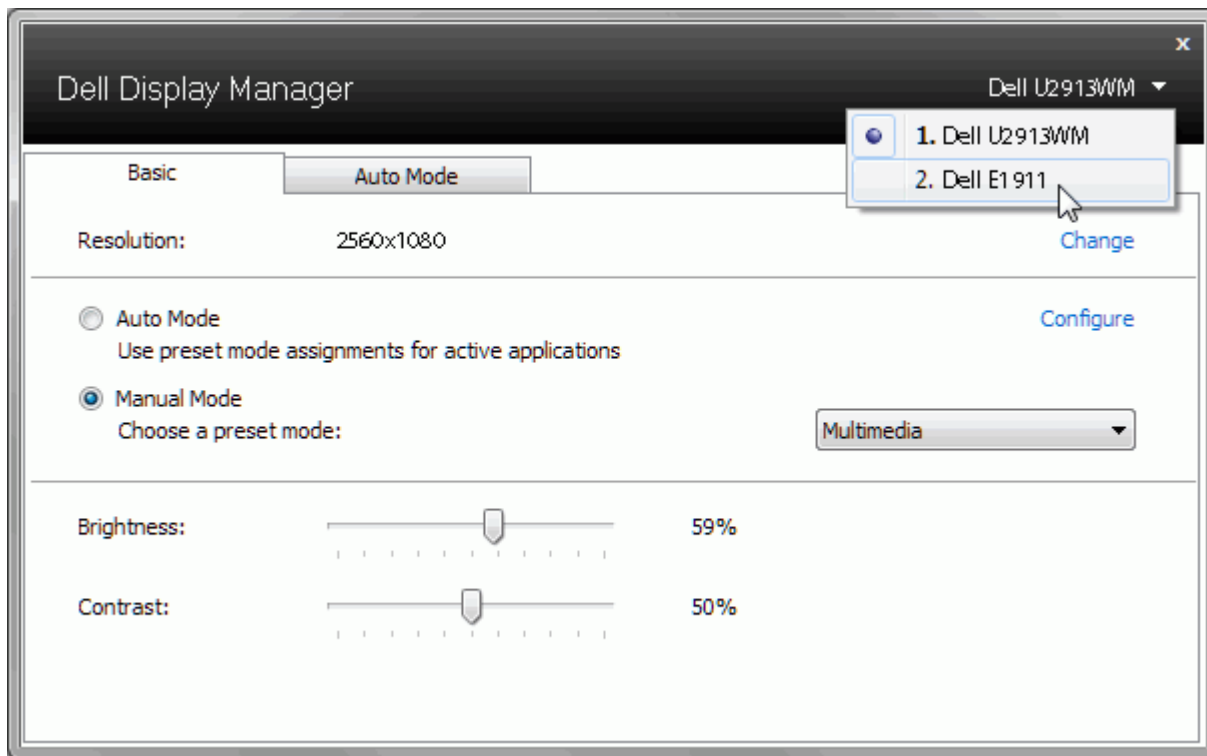 x
Dell Display Manager
Dell U2913WM
1. Dell U2913WM
2. Dell E1911
Basic
Auto Mode
Resolution:
2560x1080
Change
Auto Mode
Configure
Use preset mode assignments for active applications
Manual Mode
Choose a preset mode:
Multimedia
Brightness:
59%
Contrast:
50%